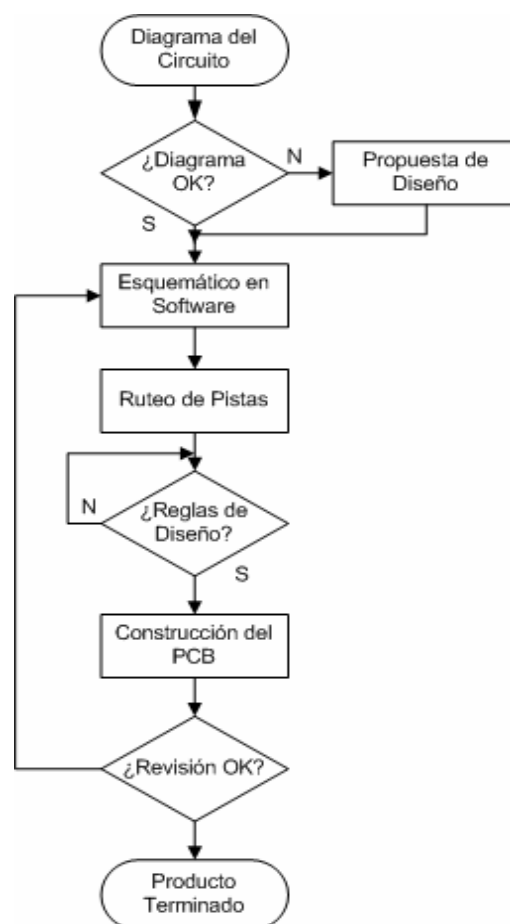 Diagrama del
Circuito
¿Diagrama
OK?
N
Propuesta de
Diseño
S
Esquemático en
Software
Ruteo de Pistas
¿Reglas de
Diseño?
N
S
Construcción del
PCB
¿Revisión OK?
Producto
Terminado